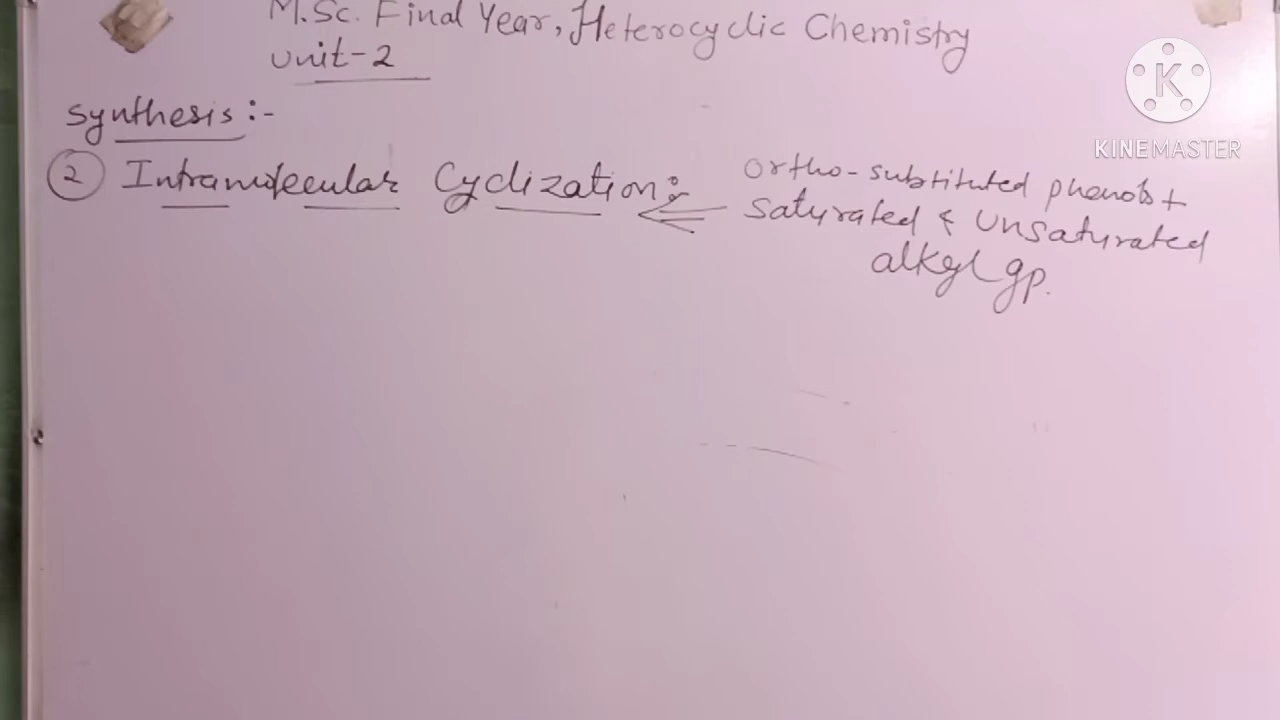 M.Sc. Final Year, Heterocyclic Chemistry
Unit-2
Synthesis:-
② Intramolecular Cyclization:-
Ortho-substituted phenols +
saturated & unsaturated
alkyl gp.
K
KINEMASTER